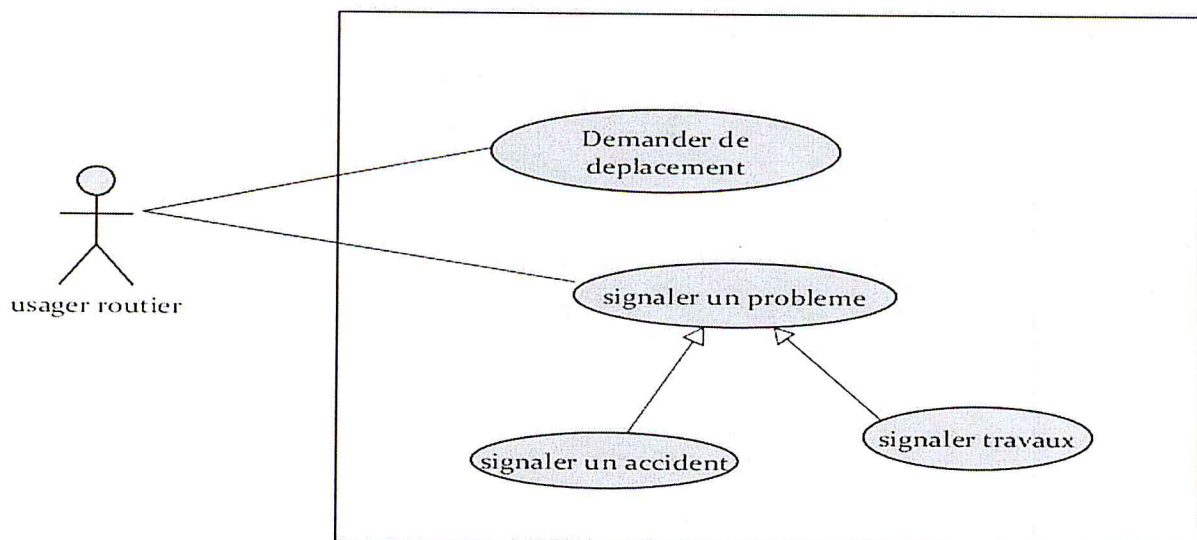 Demander de
deplacement
usager routier
signaler un probleme
signaler un accident
signaler travaux